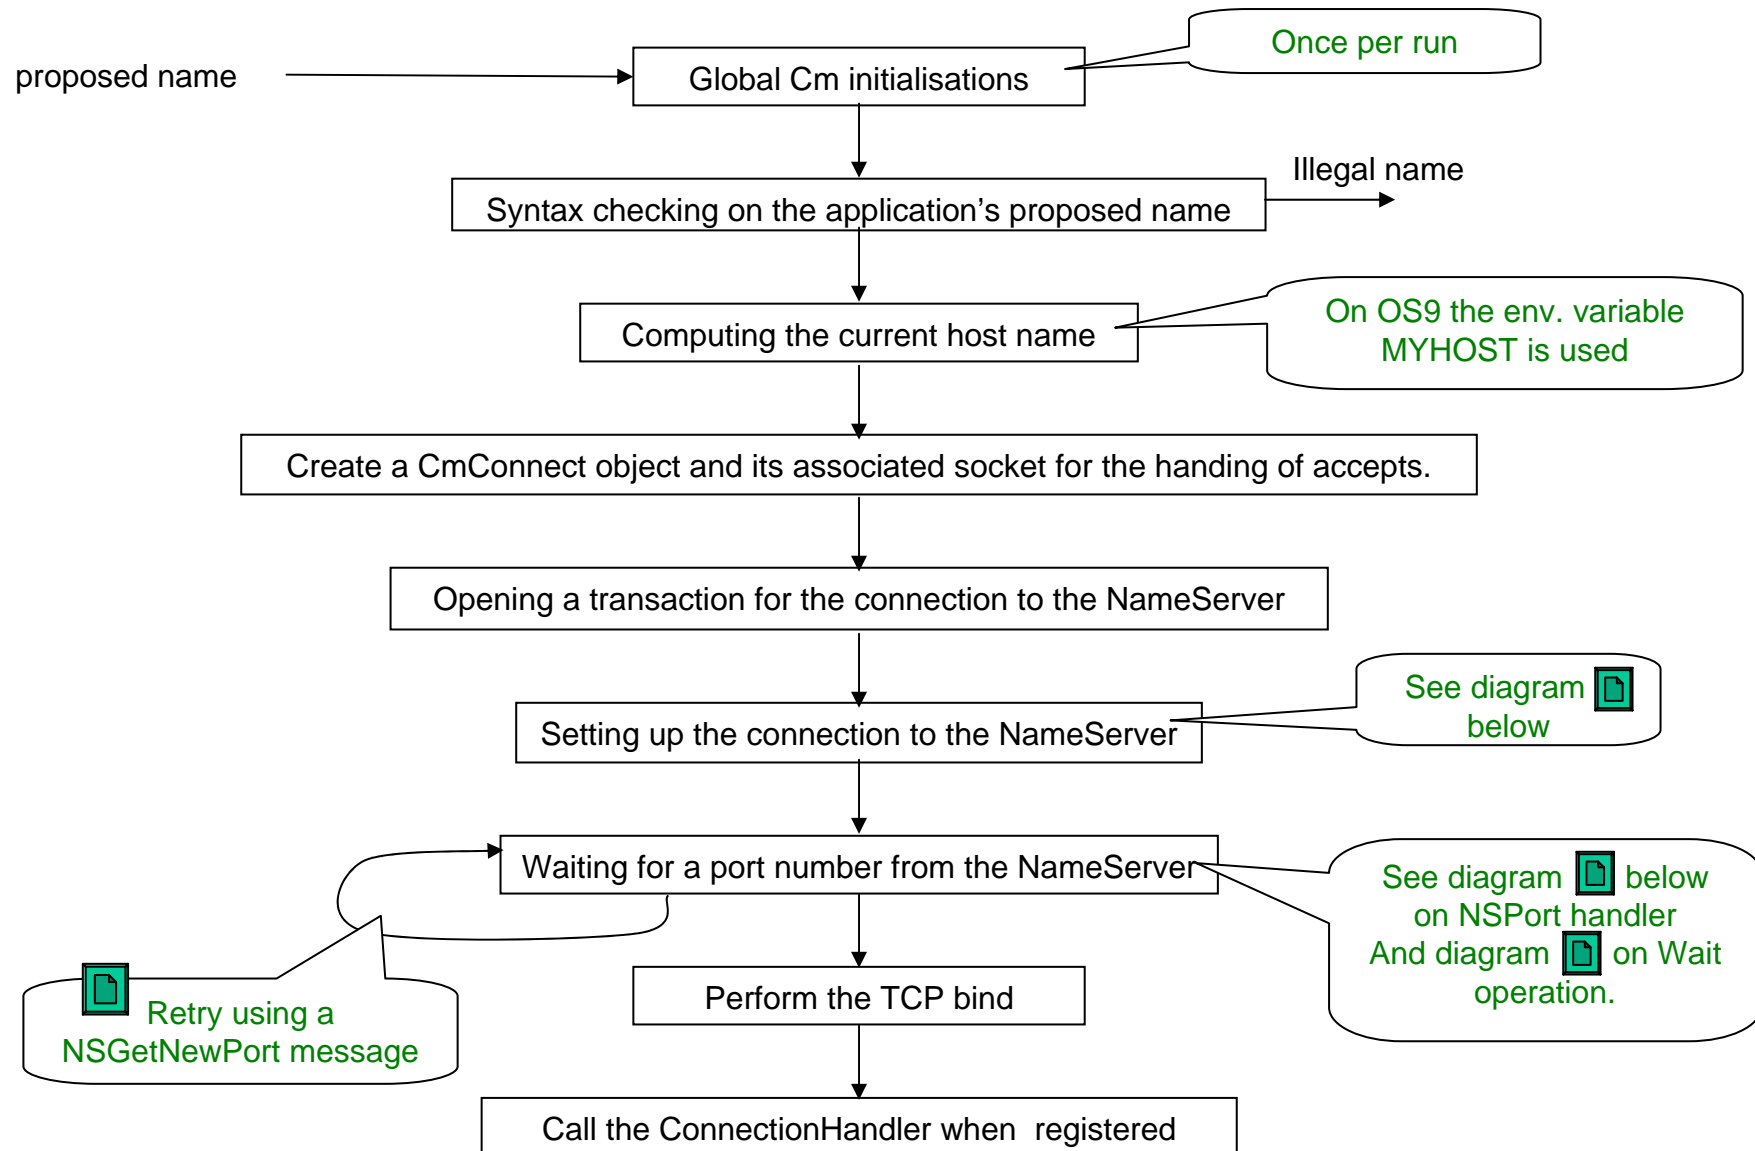 Once per run
proposed name
Global Cm initialisations
Illegal name
Syntax checking on the application’s proposed name
On OS9 the env. variable
MYHOST is used
Computing the current host name
Create a CmConnect object and its associated socket for the handing of accepts.
Opening a transaction for the connection to the NameServer
See diagram
below
Setting up the connection to the NameServer
Waiting for a port number from the NameServer
See diagram below
on NSPort handler
And diagram on Wait
operation.
Retry using a
NSGetNewPort message
Perform the TCP bind
Call the ConnectionHandler when registered